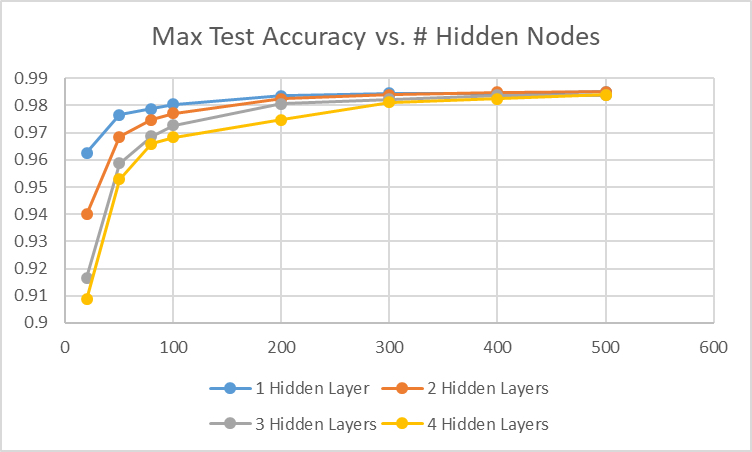 Max Test Accuracy vs. # Hidden Nodes
0.99
0.98
0.97
0.96
0.95
0.94
0.93
0.92
0.91
0.9
0 100 200 300 400 500 600
1 Hidden Layer 2 Hidden Layers
3 Hidden Layers 4 Hidden Layers